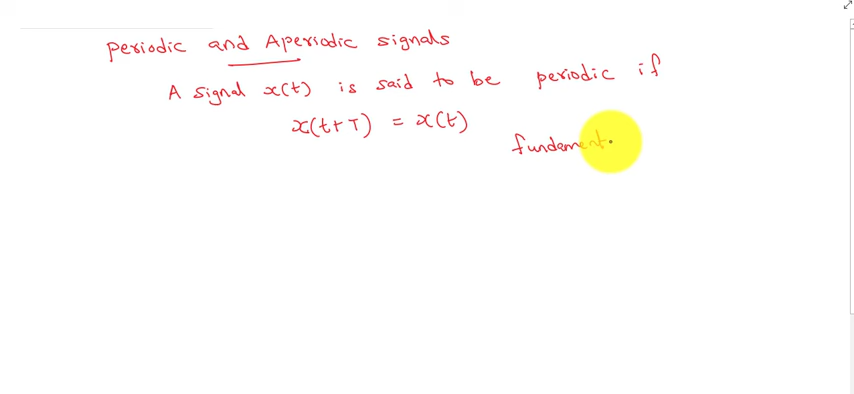 Periodic and Aperiodic signals
A signal x(t) is said to be periodic if
x(t+T) = x(t)
fundament